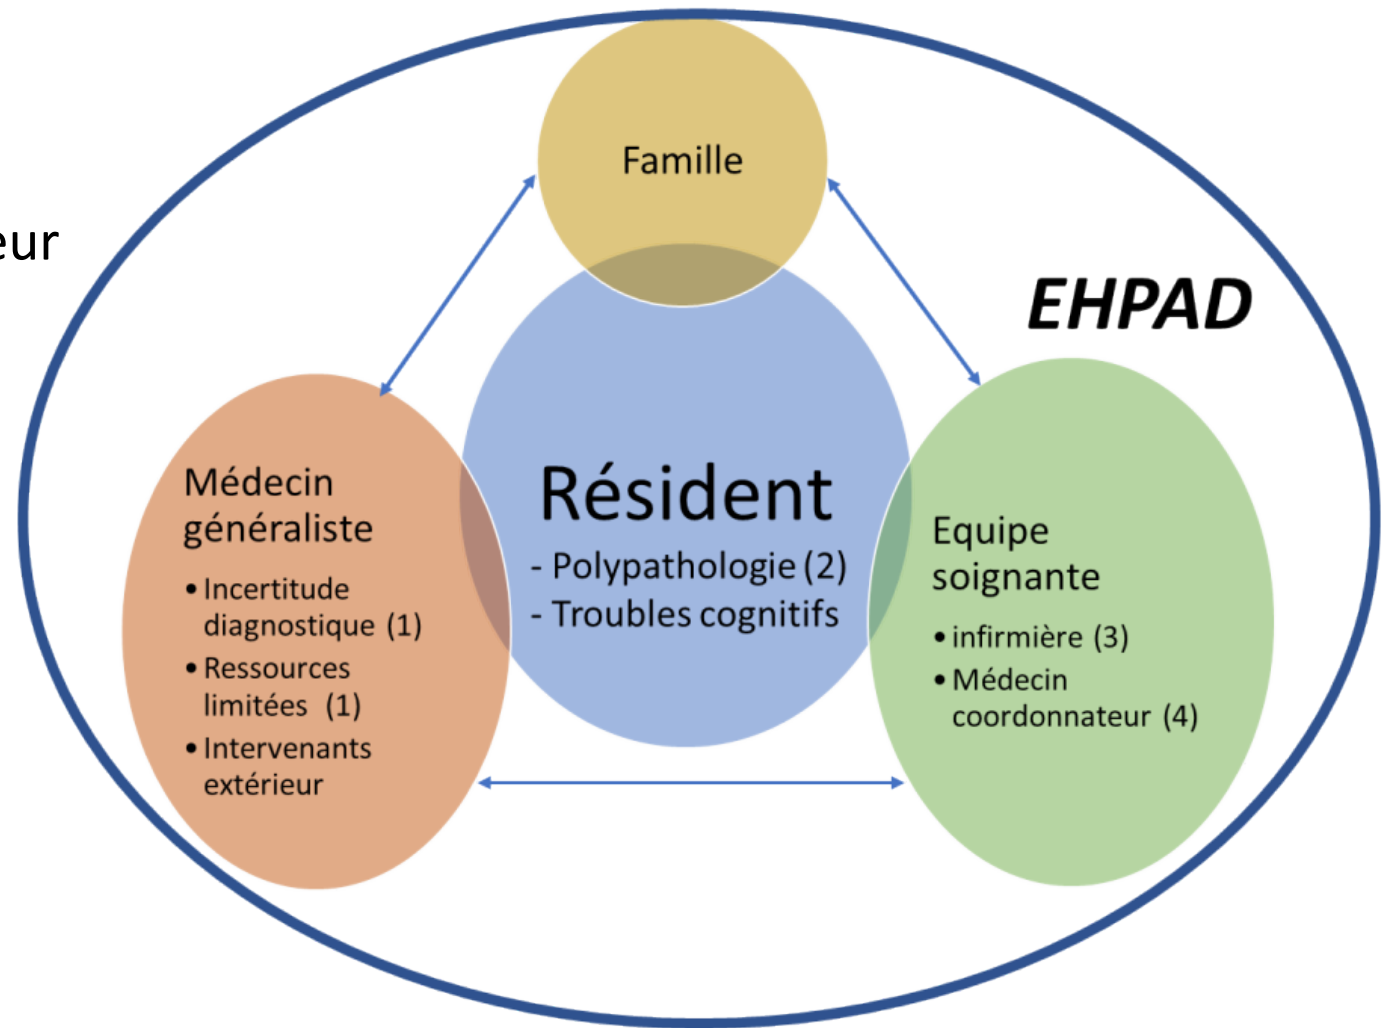 Famille
eur
EHPAD
Résident
- Polypathologie (2)
- Troubles cognitifs
Médecin
généraliste
• Incertitude
diagnostique (1)
• Ressources
limitées (1)
• Intervenants
extérieur
Equipe
soignante
• infirmière (3)
• Médecin
coordonnateur (4)